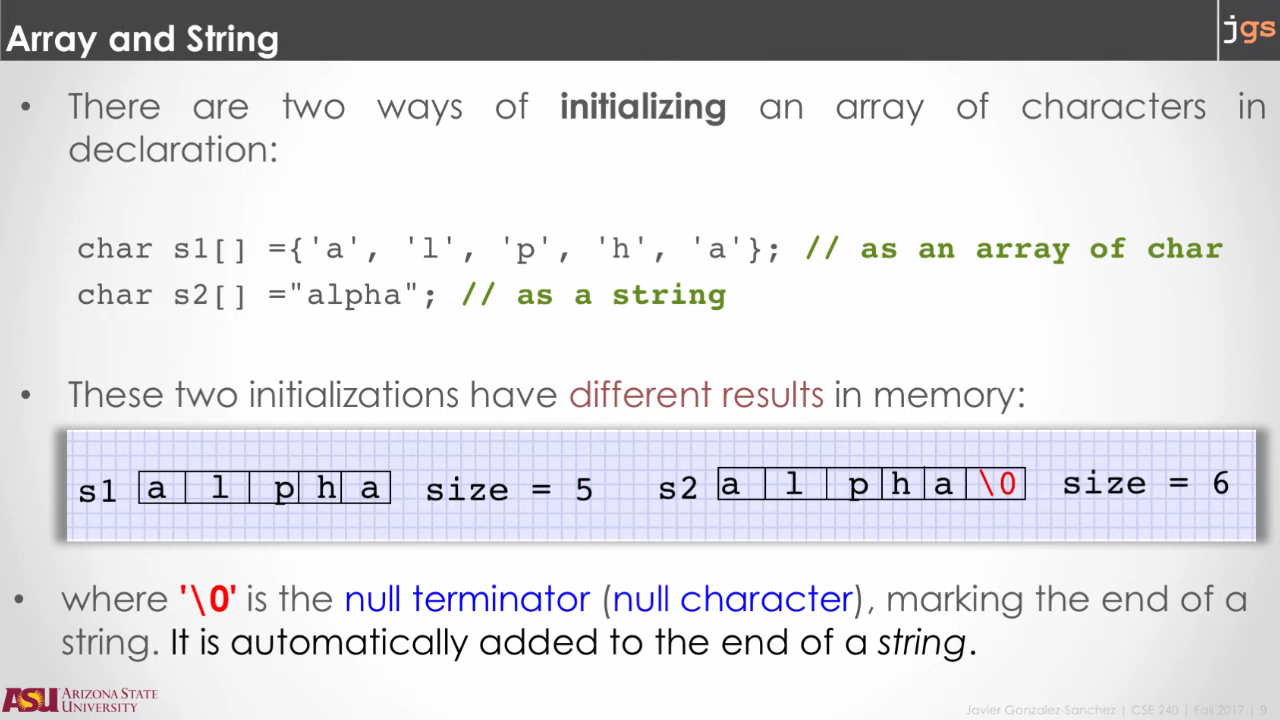 Array and String
jgs
• There are two ways of initializing an array of characters in
declaration:
char s1[] ={'a', 'l', 'p', 'h', 'a'}; // as an array of char
char s2[] ="alpha"; // as a string
• These two initializations have different results in memory:
s1 a l p h a size = 5 s2 a l p h a \0 size = 6
• where '\0' is the null terminator (null character), marking the end of a
string. It is automatically added to the end of a string.
ASU ARIZONA STATE
UNIVERSITY
Javier Gonzalez-Sanchez | CSE 240 | Fall 2017 | 9